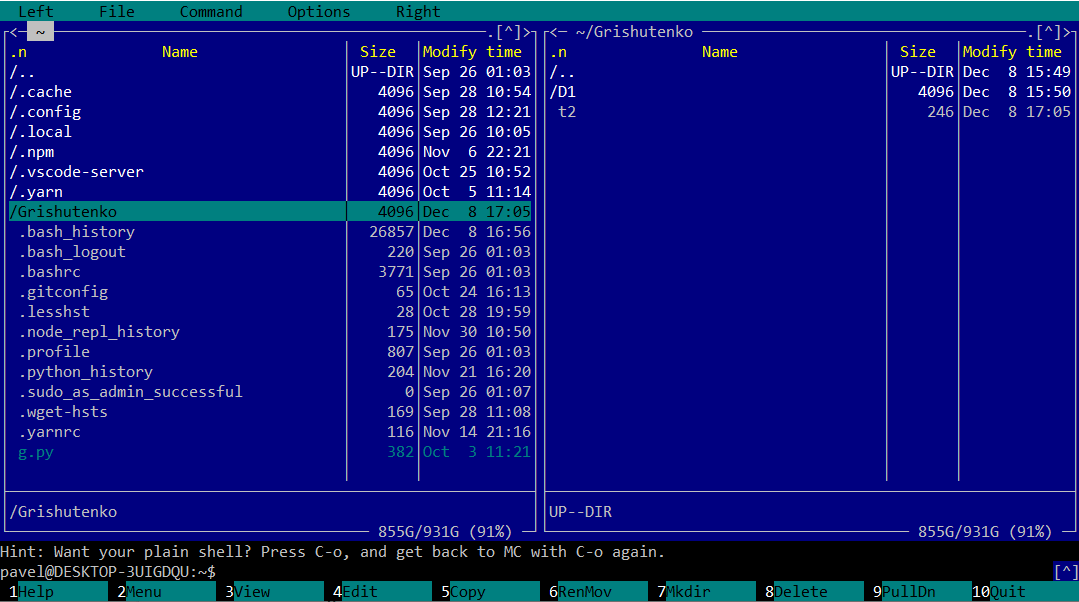 Left File Command Options Right
<─ ~ .[^]> <─ ~/Grishutenko .[^]>
.n Name Size Modify time .n Name Size Modify time
/.. UP--DIR Sep 26 01:03 /.. UP--DIR Dec 8 15:49
/.cache 4096 Sep 28 10:54 /D1 4096 Dec 8 15:50
/.config 4096 Sep 28 12:21 t2 246 Dec 8 17:05
/.local 4096 Sep 26 10:05
/.npm 4096 Nov 6 22:21
/.vscode-server 4096 Oct 25 10:52
/.yarn 4096 Oct 5 11:14
/Grishutenko 4096 Dec 8 17:05
.bash_history 26857 Dec 8 16:56
.bash_logout 220 Sep 26 01:03
.bashrc 3771 Sep 26 01:03
.gitconfig 65 Oct 24 16:13
.lesshst 28 Oct 28 19:59
.node_repl_history 175 Nov 30 10:50
.profile 807 Sep 26 01:03
.python_history 204 Nov 21 16:20
.sudo_as_admin_successful 0 Sep 26 01:07
.wget-hsts 169 Sep 28 11:08
.yarnrc 116 Nov 14 21:16
g.py 382 Oct 3 11:21
/Grishutenko UP--DIR
855G/931G (91%) 855G/931G (91%)
Hint: Want your plain shell? Press C-o, and get back to MC with C-o again.
pavel@DESKTOP-3UIGDQU:~$ [^]
1Help 2Menu 3View 4Edit 5Copy 6RenMov 7Mkdir 8Delete 9PullDn 10Quit